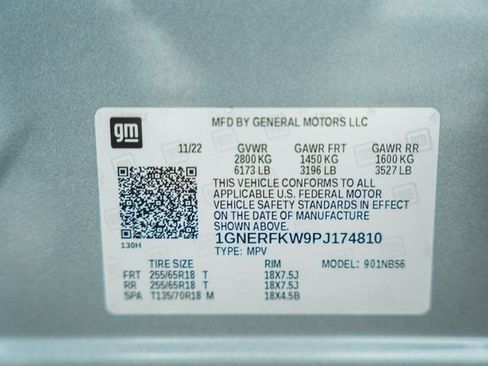 gm
MFD BY GENERAL MOTORS LLC
11/22 GVWR GAWR FRT GAWR RR
2800 KG 1450 KG 1600 KG
6173 LB 3196 LB 3527 LB
THIS VEHICLE CONFORMS TO ALL
APPLICABLE U.S. FEDERAL MOTOR
VEHICLE SAFETY STANDARDS IN EFFECT
ON THE DATE OF MANUFACTURE
SHOWN ABOVE.
1GNERFKW9PJ174810
130H
TYPE: MPV
TIRE SIZE RIM MODEL: 901NB56
FRT 255/65R18 T 18X7.5J
RR 255/65R18 T 18X7.5J
SPA T135/70R18 M 18X4.5B